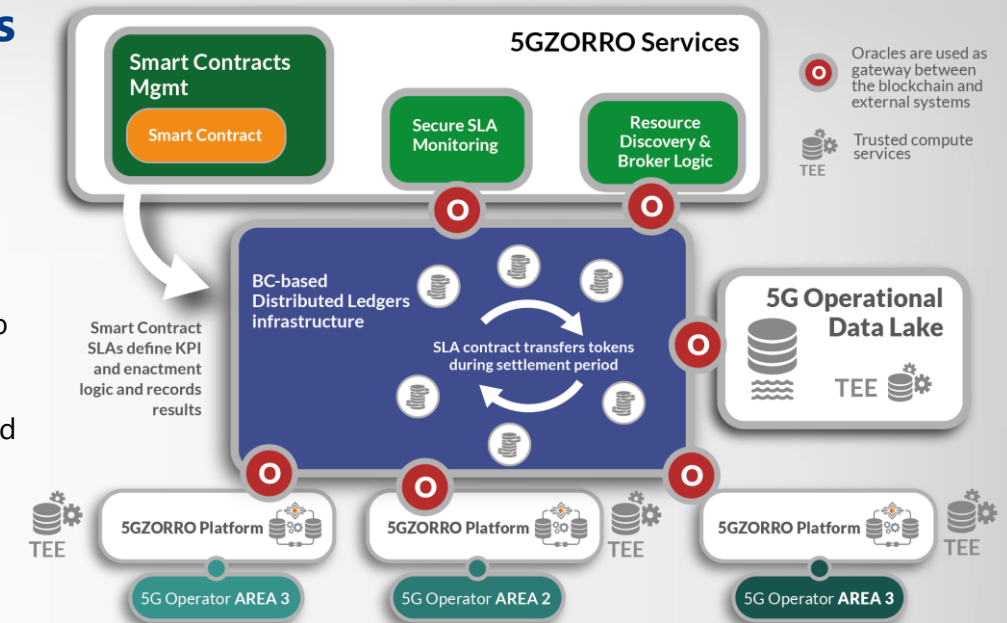 s
5GZORRO Services
Smart Contracts
Mgmt
Smart Contract
Secure SLA
Monitoring
Resource
Discovery &
Broker Logic
O
Oracles are used as
gateway between
the blockchain and
external systems
TEE
Trusted compute
services
O
O
BC-based
Distributed Ledgers
infrastructure
SLA contract transfers tokens
during settlement period
o
d
Smart Contract
SLAs define KPI
and enactment
logic and records
results
O
5G Operational
Data Lake
TEE
O
O
O
TEE
5GZORRO Platform
5GZORRO Platform
TEE
5GZORRO Platform
TEE
5G Operator AREA 3
5G Operator AREA 2
5G Operator AREA 3